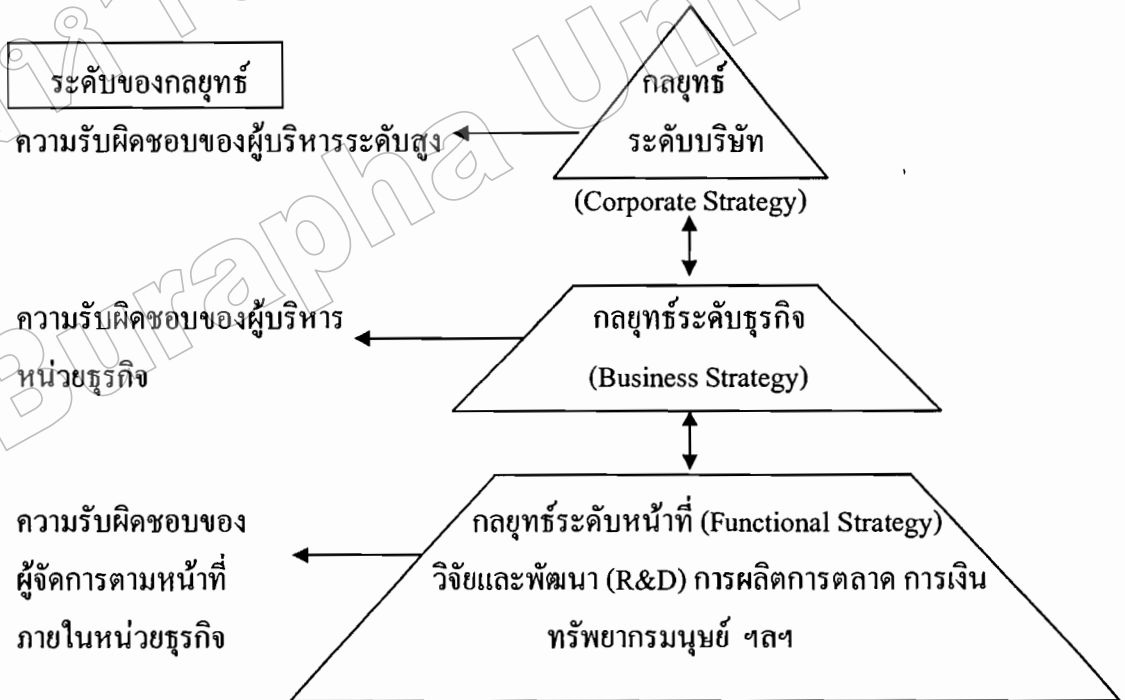 ระดับของกลยุทธ์
กลยุทธ์
ระดับบริษัท
ความรับผิดชอบของผู้บริหารระดับสูง
(Corporate Strategy)
ความรับผิดชอบของผู้บริหาร
หน่วยธุรกิจ
กลยุทธ์ระดับธุรกิจ
(Business Strategy)
ความรับผิดชอบของ
ผู้จัดการตามหน้าที่
ภายในหน่วยธุรกิจ
กลยุทธ์ระดับหน้าที่ (Functional Strategy)
วิจัยและพัฒนา (R&D) การผลิตการตลาด การเงิน
ทรัพยากรมนุษย์ ฯลฯ
Burapha Univ